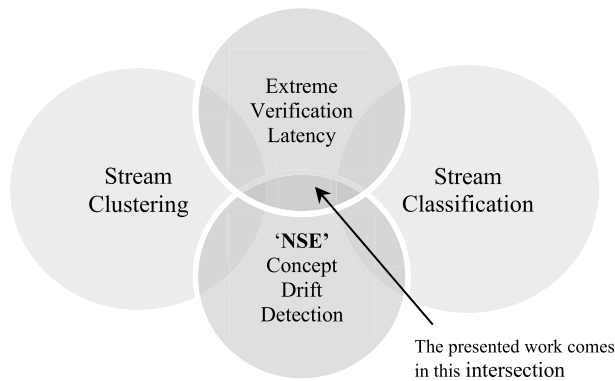 Extreme
Verification
Latency
Stream
Clustering
Stream
Classification
‘NSE’
Concept
Drift
Detection
The presented work comes
in this intersection